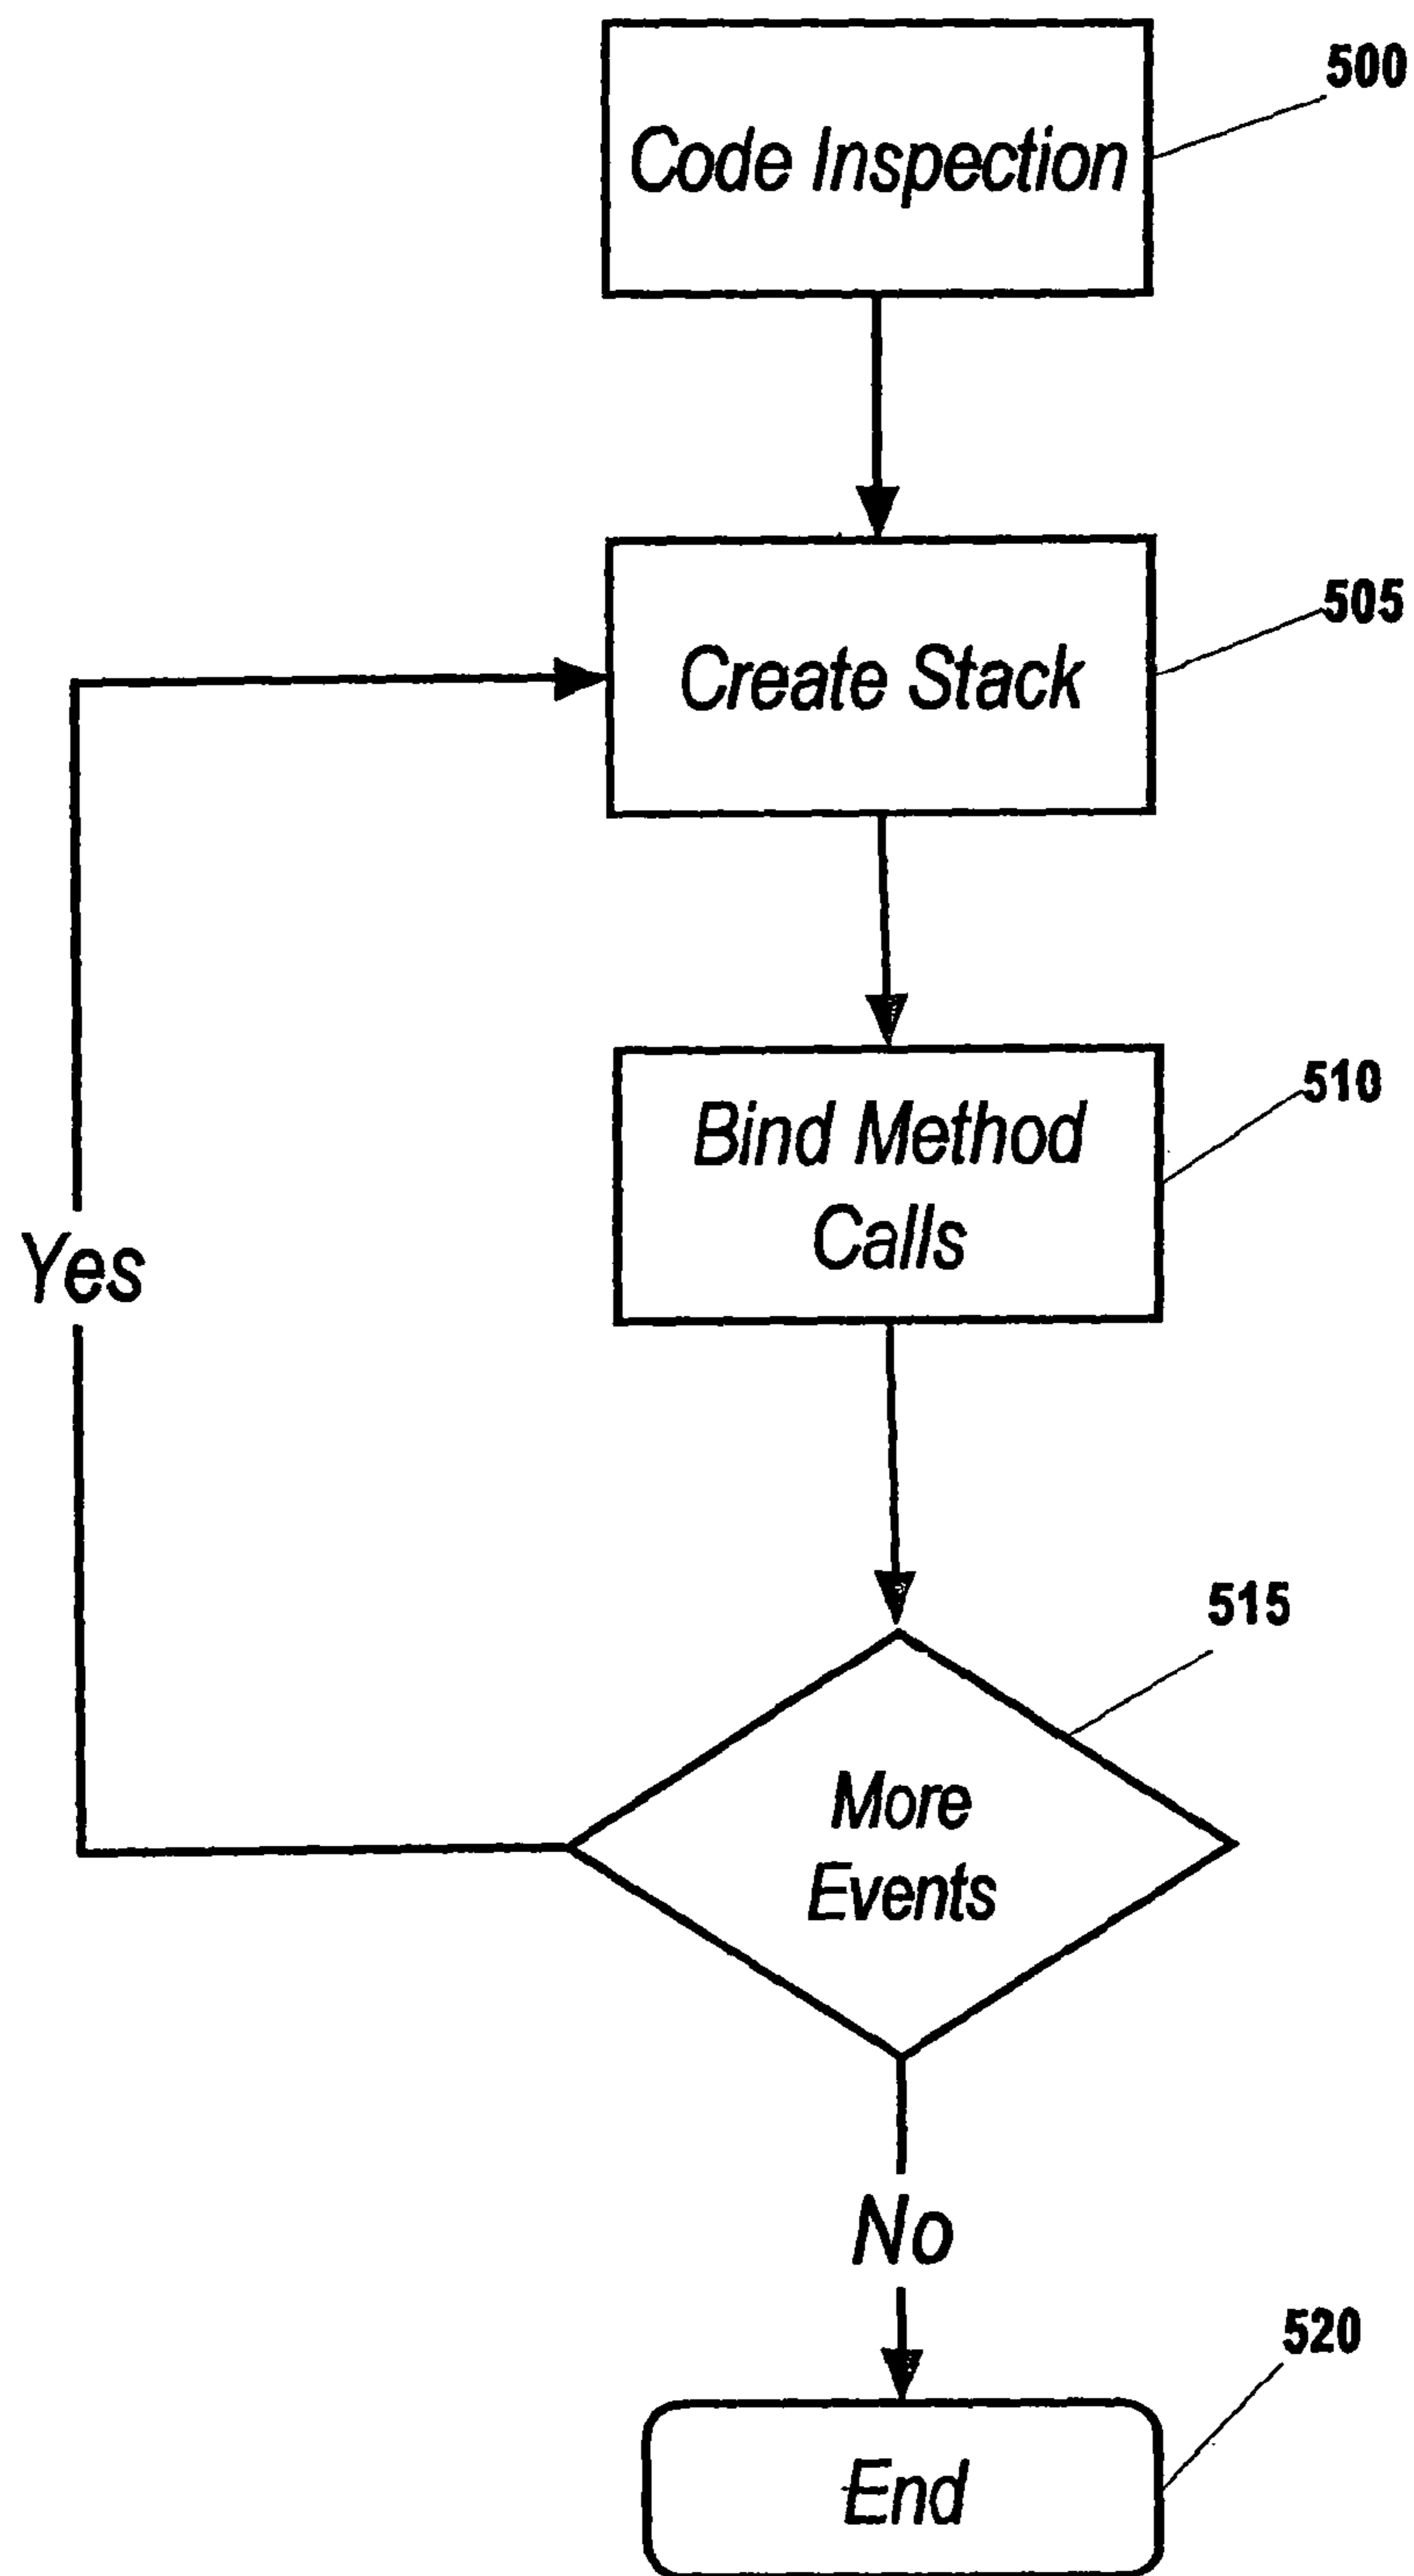 500
Code Inspection
505
Create Stack
510
Bind Method
Calls
Yes
515
More
Events
No
520
End